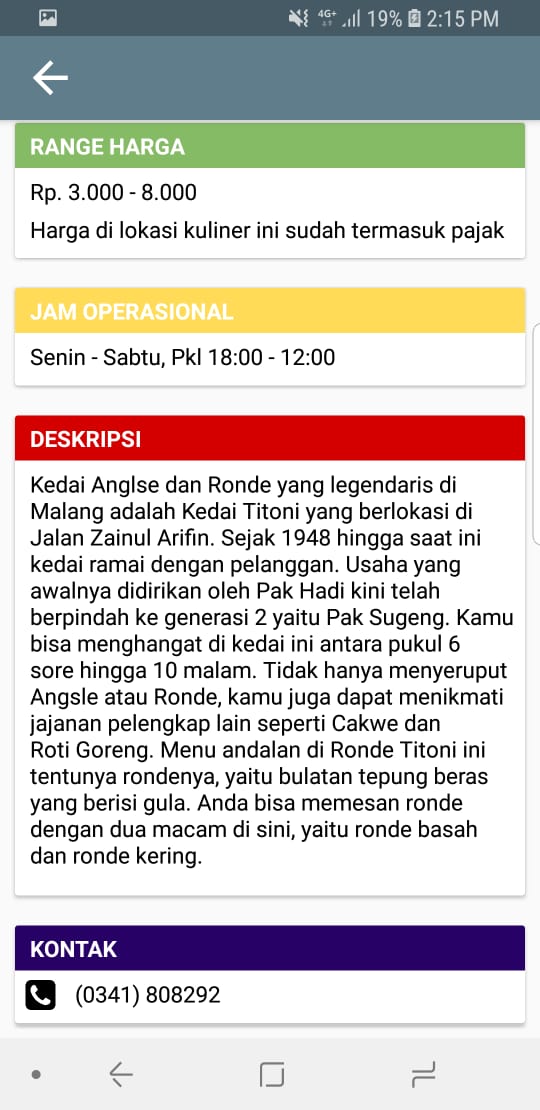 4G+ 19% 2:15 PM
RANGE HARGA
Rp. 3.000 - 8.000
Harga di lokasi kuliner ini sudah termasuk pajak
JAM OPERASIONAL
Senin - Sabtu, Pkl 18:00 - 12:00
DESKRIPSI
Kedai Anglse dan Ronde yang legendaris di
Malang adalah Kedai Titoni yang berlokasi di
Jalan Zainul Arifin. Sejak 1948 hingga saat ini
kedai ramai dengan pelanggan. Usaha yang
awalnya didirikan oleh Pak Hadi kini telah
berpindah ke generasi 2 yaitu Pak Sugeng. Kamu
bisa menghangat di kedai ini antara pukul 6
sore hingga 10 malam. Tidak hanya menyeruput
Angsle atau Ronde, kamu juga dapat menikmati
jajanan pelengkap lain seperti Cakwe dan
Roti Goreng. Menu andalan di Ronde Titoni ini
tentunya rondenya, yaitu bulatan tepung beras
yang berisi gula. Anda bisa memesan ronde
dengan dua macam di sini, yaitu ronde basah
dan ronde kering.
KONTAK
(0341) 808292